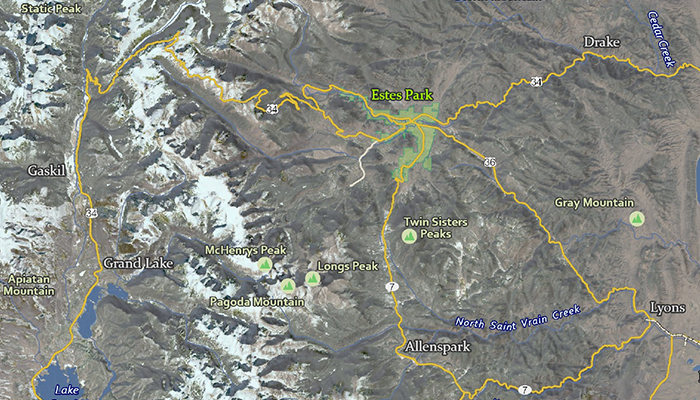 Static Peak
Cedar Creek
Drake
34
Estes Park
34
36
Gaskil
34
Gray Mountain
Twin Sisters
Peaks
McHenrys Peak
Grand Lake
Longs Peak
Apiatan
Mountain
Pagoda Mountain
7
Lyons
North Saint Vrain Creek
Allenspark
7
Lake